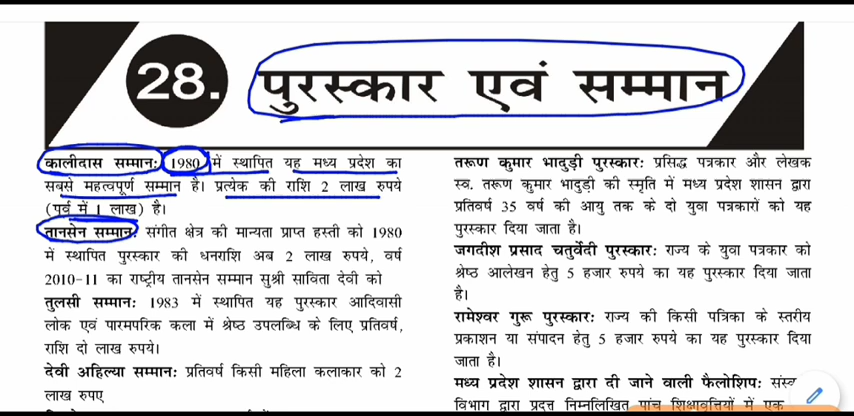 28. पुरस्कार एवं सम्मान
कालीदास सम्मान: 1980 में स्थापित यह मध्य प्रदेश का
सबसे महत्वपूर्ण सम्मान है। प्रत्येक की राशि 2 लाख रुपये
(पूर्व में 1 लाख) है।
तानसेन सम्मान: संगीत क्षेत्र की मान्यता प्राप्त हस्ती को 1980
में स्थापित पुरस्कार की धनराशि अब 2 लाख रुपये, वर्ष
2010-11 का राष्ट्रीय तानसेन सम्मान सुश्री साविता देवी को
तुलसी सम्मान: 1983 में स्थापित यह पुरस्कार आदिवासी
लोक एवं पारमपरिक कला में श्रेष्ठ उपलब्धि के लिए प्रतिवर्ष,
राशि दो लाख रुपये।
देवी अहिल्या सम्मान: प्रतिवर्ष किसी महिला कलाकार को 2
लाख रुपए
तरूण कुमार भादुड़ी पुरस्कार: प्रसिद्ध पत्रकार और लेखक
स्व. तरूण कुमार भादुड़ी की स्मृति में मध्य प्रदेश शासन द्वारा
प्रतिवर्ष 35 वर्ष की आयु तक के दो युवा पत्रकारों को यह
पुरस्कार दिया जाता है।
जगदीश प्रसाद चतुर्वेदी पुरस्कार: राज्य के युवा पत्रकार को
श्रेष्ठ आलेखन हेतु 5 हजार रुपये का यह पुरस्कार दिया जाता
है।
रामेश्वर गुरू पुरस्कार: राज्य की किसी पत्रिका के स्तरीय
प्रकाशन या संपादन हेतु 5 हजार रुपये का यह पुरस्कार दिया
जाता है।
मध्य प्रदेश शासन द्वारा दी जाने वाली फैलोशिप:
विभाग द्वारा प्रदत्त निम्नलिखित पांच शिक्षावृत्तियों में एक